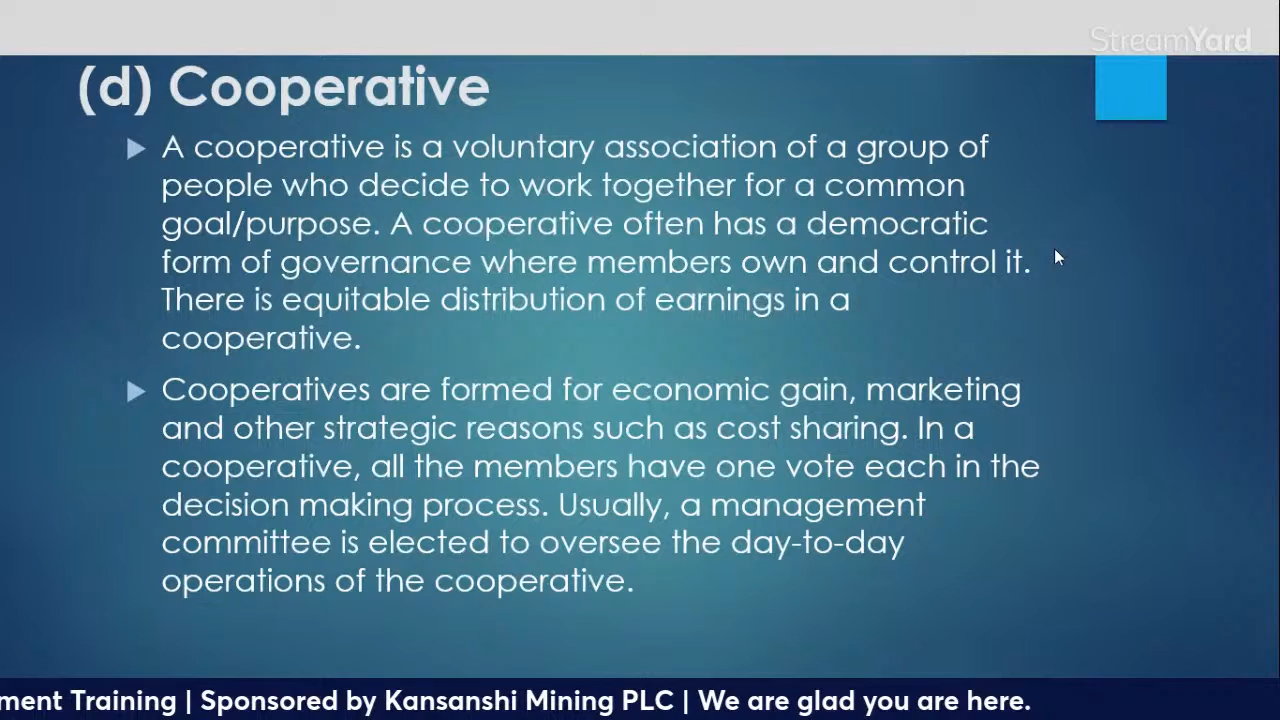 StreamYard
(d) Cooperative
A cooperative is a voluntary association of a group of
people who decide to work together for a common
goal/purpose. A cooperative often has a democratic
form of governance where members own and control it.
There is equitable distribution of earnings in a
cooperative.
Cooperatives are formed for economic gain, marketing
and other strategic reasons such as cost sharing. In a
cooperative, all the members have one vote each in the
decision making process. Usually, a management
committee is elected to oversee the day-to-day
operations of the cooperative.
ment Training | Sponsored by Kansanshi Mining PLC | We are glad you are here.